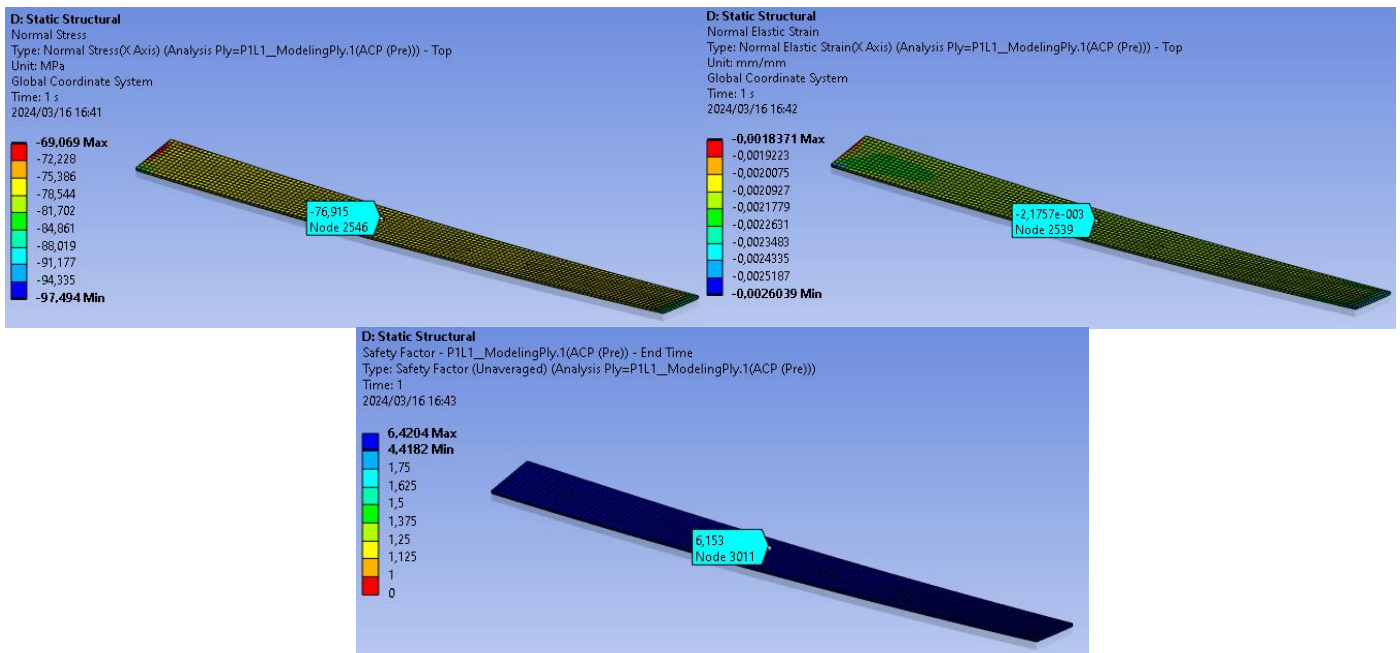 D: Static Structural
Normal Stress
Type: Normal Stress(X Axis) (Analysis Ply=P1L1__ModelingPly.1(ACP (Pre))) - Top
Unit: MPa
Global Coordinate System
Time: 1 s
2024/03/16 16:41
-69,069 Max
-72,228
-75,386
-78,544
-81,702
-84,861
-88,019
-91,177
-94,335
-97,494 Min
-76,915
Node 2546
D: Static Structural
Normal Elastic Strain
Type: Normal Elastic Strain(X Axis) (Analysis Ply=P1L1__ModelingPly.1(ACP (Pre))) - Top
Unit: mm/mm
Global Coordinate System
Time: 1 s
2024/03/16 16:42
-0,0018371 Max
-0,0019223
-0,0020075
-0,0020927
-0,0021779
-0,0022631
-0,0023483
-0,0024335
-0,0025187
-0,0026039 Min
-2,1757e-003
Node 2539
D: Static Structural
Safety Factor - P1L1__ModelingPly.1(ACP (Pre)) - End Time
Type: Safety Factor (Unaveraged) (Analysis Ply=P1L1__ModelingPly.1(ACP (Pre)))
Time: 1
2024/03/16 16:43
6,4204 Max
4,4182 Min
1,75
1,625
1,5
1,375
1,25
1,125
1
0
6,153
Node 3011